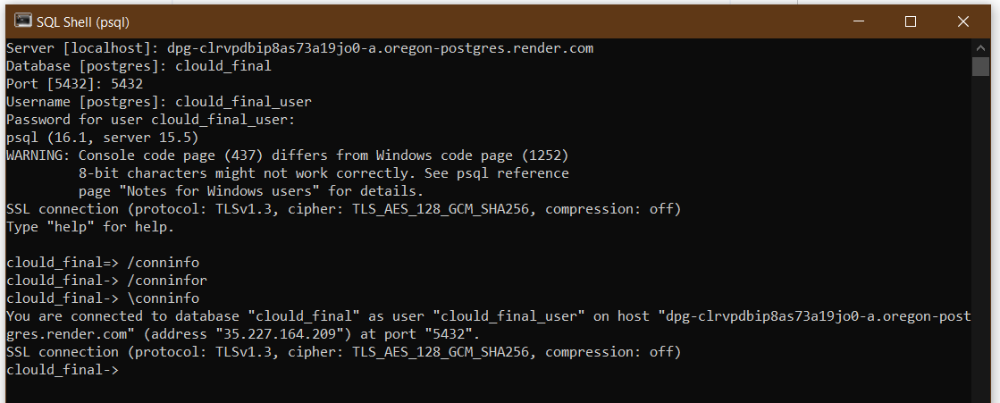 SQL Shell (psql)
Server [localhost]: dpg-clrvpdbip8as73a19jo0-a.oregon-postgres.render.com
Database [postgres]: clould_final
Port [5432]: 5432
Username [postgres]: clould_final_user
Password for user clould_final_user:
psql (16.1, server 15.5)
WARNING: Console code page (437) differs from Windows code page (1252)
         8-bit characters might not work correctly. See psql reference
         page "Notes for Windows users" for details.
SSL connection (protocol: TLSv1.3, cipher: TLS_AES_128_GCM_SHA256, compression: off)
Type "help" for help.
clould_final=> /conninfo
clould_final-> /conninfor
clould_final-> \conninfo
You are connected to database "clould_final" as user "clould_final_user" on host "dpg-clrvpdbip8as73a19jo0-a.oregon-post
gres.render.com" (address "35.227.164.209") at port "5432".
SSL connection (protocol: TLSv1.3, cipher: TLS_AES_128_GCM_SHA256, compression: off)
clould_final->